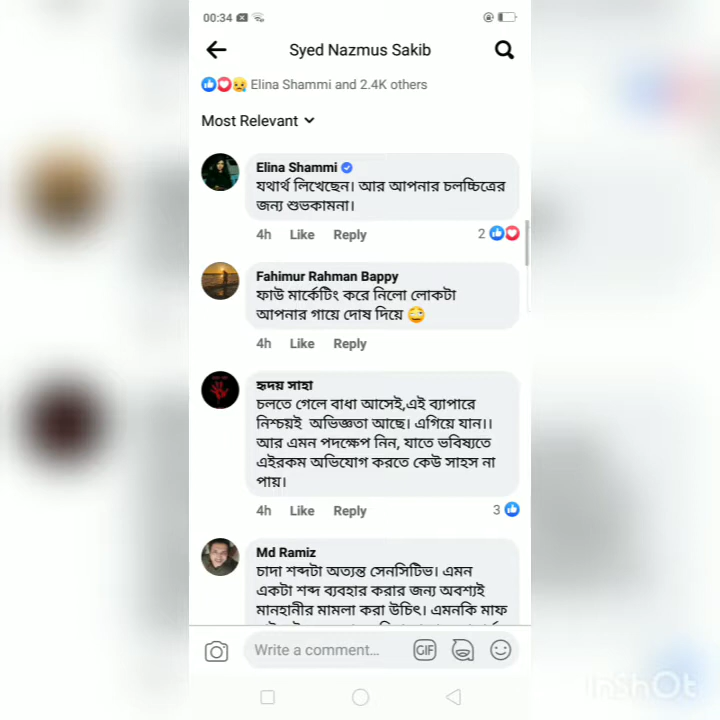 00:34
Syed Nazmus Sakib
Elina Shammi and 2.4K others
Most Relevant
Elina Shammi
যথার্থ লিখেছেন। আর আপনার চলচ্চিত্রের
জন্য শুভকামনা।
4h Like Reply 2
Fahimur Rahman Bappy
ফাউ মার্কেটিং করে নিলো লোকটা
আপনার গায়ে দোষ দিয়ে 🙄
4h Like Reply
হৃদয় সাহা
চলতে গেলে বাধা আসেই,এই ব্যাপারে
নিশ্চয়ই অভিজ্ঞতা আছে। এগিয়ে যান।।
আর এমন পদক্ষেপ নিন, যাতে ভবিষ্যতে
এইরকম অভিযোগ করতে কেউ সাহস না
পায়।
4h Like Reply 3
Md Ramiz
চাদা শব্দটা অত্যন্ত সেনসিটিভ। এমন
একটা শব্দ ব্যবহার করার জন্য অবশ্যই
মানহানীর মামলা করা উচিৎ। এমনকি মাফ
Write a comment...
GIF
InShOt